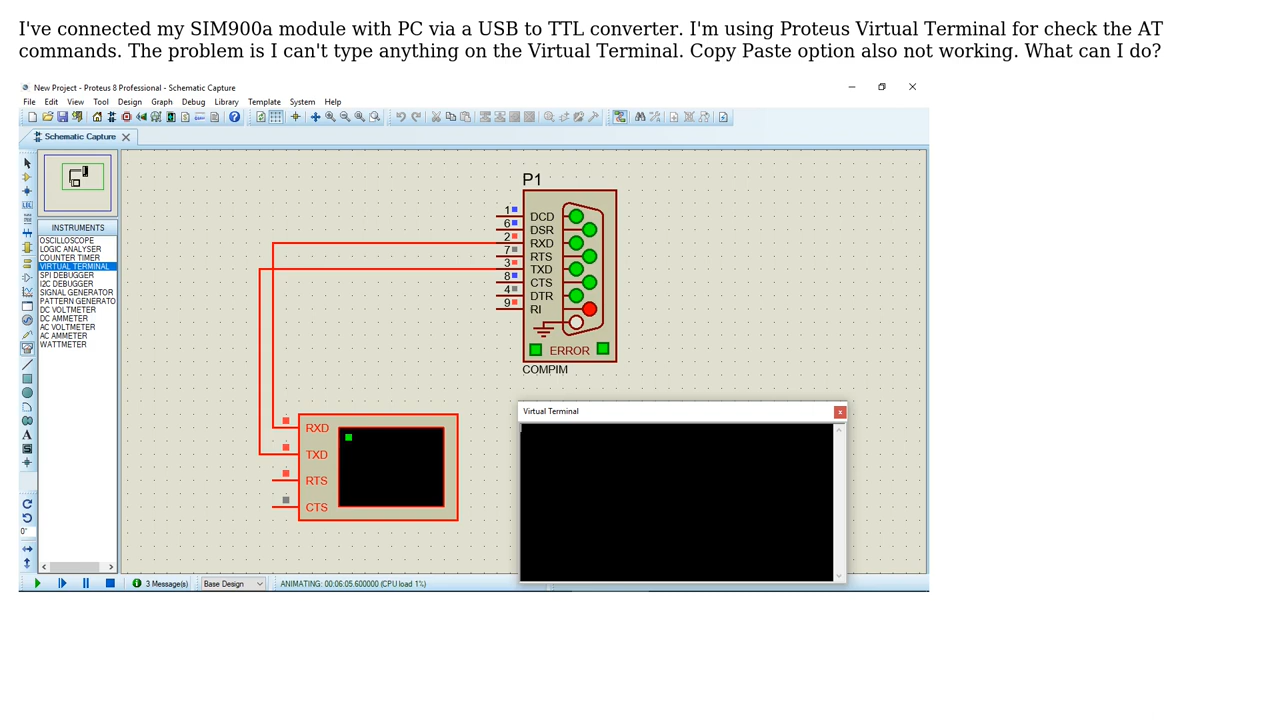 I've connected my SIM900a module with PC via a USB to TTL converter. I'm using Proteus Virtual Terminal for check the AT
commands. The problem is I can't type anything on the Virtual Terminal. Copy Paste option also not working. What can I do?
New Project - Proteus 8 Professional - Schematic Capture
File Edit View Tool Design Graph Debug Library Template System Help
Schematic Capture
INSTRUMENTS
OSCILLOSCOPE
LOGIC ANALYSER
COUNTER TIMER
VIRTUAL TERMINAL
SPI DEBUGGER
I2C DEBUGGER
SIGNAL GENERATOR
PATTERN GENERATO
DC VOLTMETER
DC AMMETER
AC VOLTMETER
AC AMMETER
WATTMETER
P1
1 DCD
6 DSR
2 RXD
7 RTS
3 TXD
8 CTS
4 DTR
9 RI
ERROR
COMPIM
RXD
TXD
RTS
CTS
Virtual Terminal
LBL
A
0°
3 Message(s)
Base Design
ANIMATING: 00:06:05.600000 (CPU load 1%)